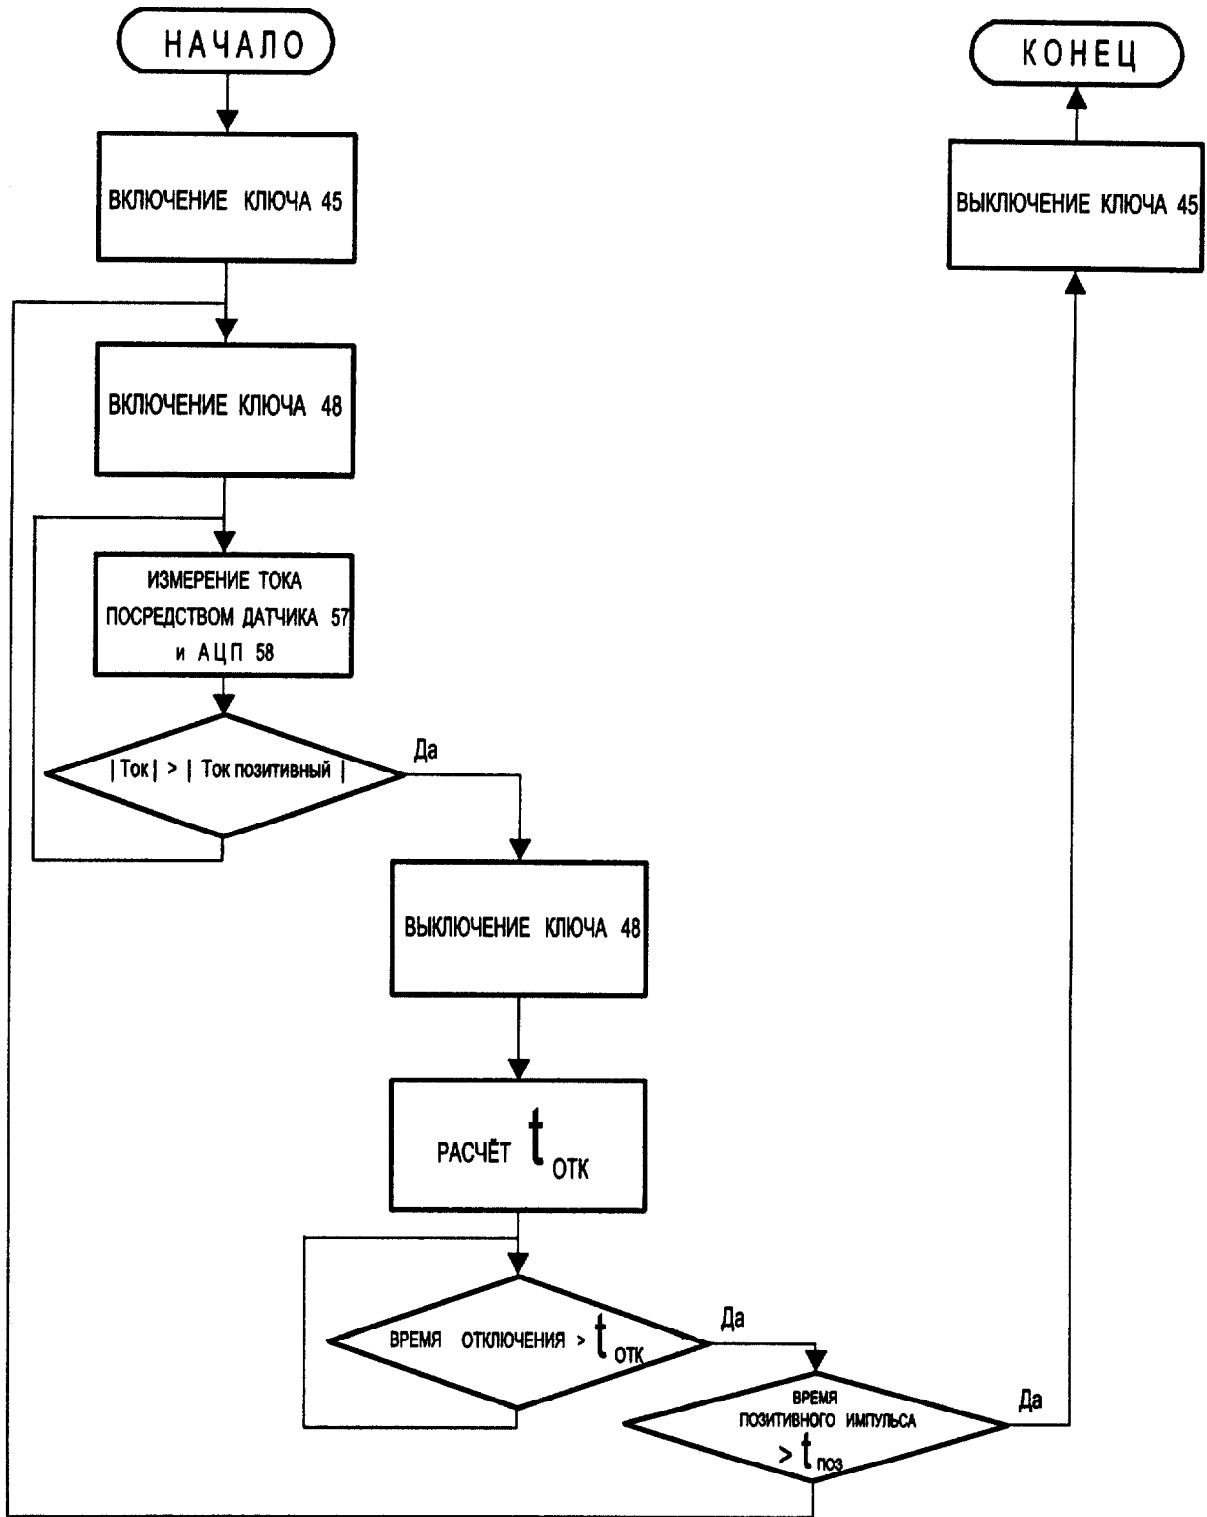 НАЧАЛО
КОНЕЦ
ВКЛЮЧЕНИЕ КЛЮЧА 45
ВЫКЛЮЧЕНИЕ КЛЮЧА 45
ВКЛЮЧЕНИЕ КЛЮЧА 48
ИЗМЕРЕНИЕ ТОКА
ПОСРЕДСТВОМ ДАТЧИКА 57
и АЦП 58
| Ток | > | Ток позитивный |
Да
ВЫКЛЮЧЕНИЕ КЛЮЧА 48
РАСЧЁТ t ОТК
ВРЕМЯ ОТКЛЮЧЕНИЯ > t ОТК
Да
ВРЕМЯ
ПОЗИТИВНОГО ИМПУЛЬСА
> t ПОЗ
Да